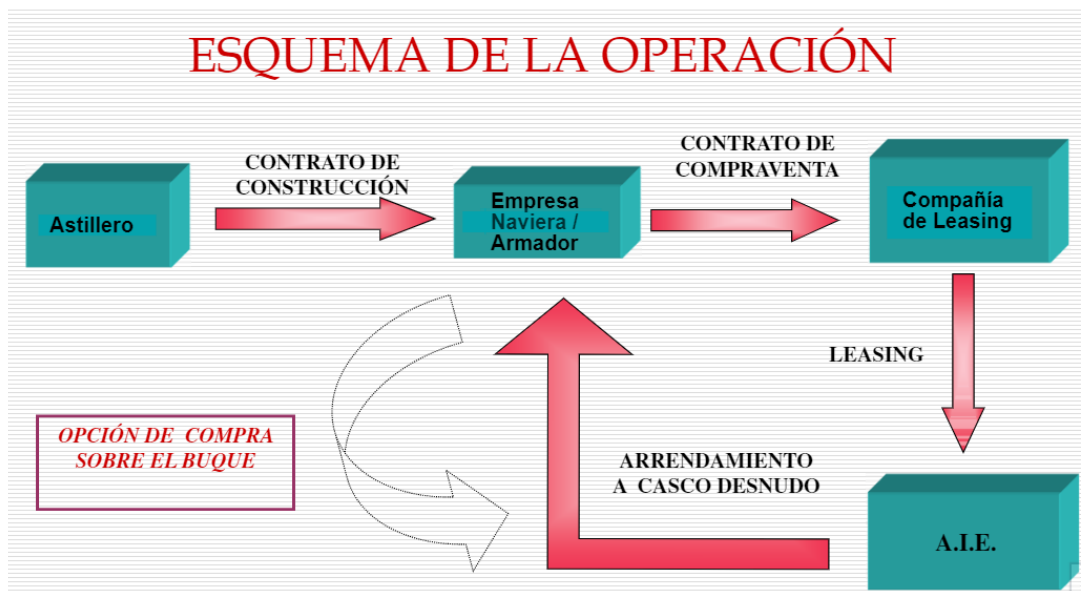 ESQUEMA DE LA OPERACIÓN
CONTRATO DE
CONSTRUCCIÓN
CONTRATO DE
COMPRAVENTA
Astillero
Empresa
Naviera /
Armador
Compañía
de Leasing
LEASING
OPCIÓN DE COMPRA
SOBRE EL BUQUE
ARRENDAMIENTO
A CASCO DESNUDO
A.I.E.